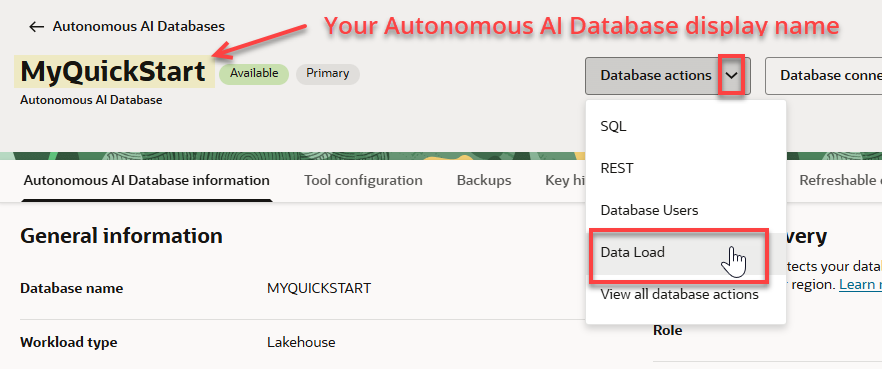 Autonomous AI Databases
Your Autonomous AI Database display name
MyQuickStart
Available
Primary
Autonomous AI Database
Database actions
Database conne
SQL
REST
Database Users
Data Load
View all database actions
Autonomous AI Database information
Tool configuration
Backups
Key hi
Refreshable
General information
Database name
MYQUICKSTART
Workload type
Lakehouse
very
tects your datab
region. Learn
Role